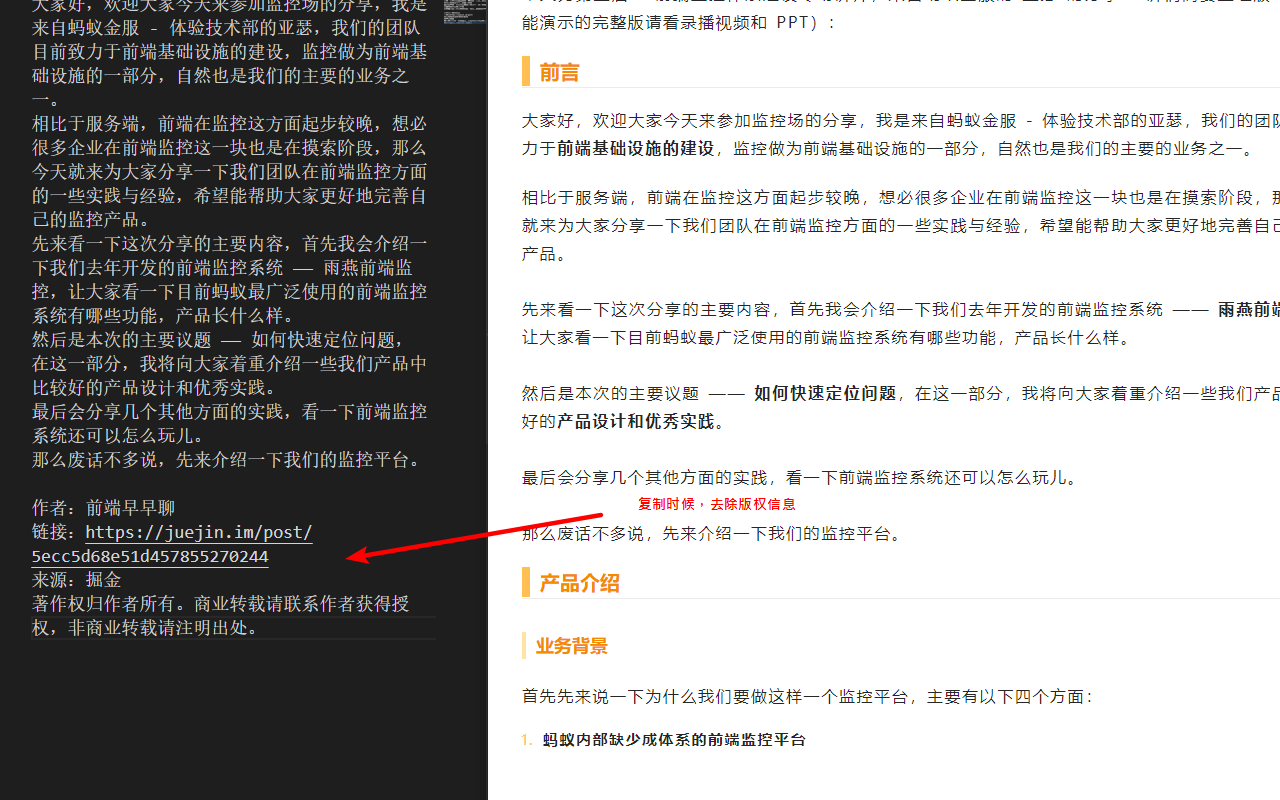 大家好，欢迎大家今天来参加监控场的分享，我是
来自蚂蚁金服 - 体验技术部的亚瑟，我们的团队
目前致力于前端基础设施的建设，监控做为前端基
础设施的一部分，自然也是我们的主要的业务之
一。
相比于服务端，前端在监控这方面起步较晚，想必
很多企业在前端监控这一块也是在摸索阶段，那么
今天就来为大家分享一下我们团队在前端监控方面
的一些实践与经验，希望能帮助大家更好地完善自
己的监控产品。
先来看一下这次分享的主要内容，首先我会介绍一
下我们去年开发的前端监控系统 —— 雨燕前端监
控，让大家看一下目前蚂蚁最广泛使用的前端监控
系统有哪些功能，产品长什么样。
然后是本次的主要议题 —— 如何快速定位问题，
在这一部分，我将向大家着重介绍一些我们产品中
比较好的产品设计和优秀实践。
最后会分享几个其他方面的实践，看一下前端监控
系统还可以怎么玩儿。
那么废话不多说，先来介绍一下我们的监控平台。
作者：前端早早聊
链接：https://juejin.im/post/
5ecc5d68e51d457855270244
来源：掘金
著作权归作者所有。商业转载请联系作者获得授
权，非商业转载请注明出处。
能演示的完整版请看录播视频和 PPT）：
前言
大家好，欢迎大家今天来参加监控场的分享，我是来自蚂蚁金服 - 体验技术部的亚瑟，我们的团队
力于前端基础设施的建设，监控做为前端基础设施的一部分，自然也是我们的主要的业务之一。
相比于服务端，前端在监控这方面起步较晚，想必很多企业在前端监控这一块也是在摸索阶段，那
就来为大家分享一下我们团队在前端监控方面的一些实践与经验，希望能帮助大家更好地完善自己
产品。
先来看一下这次分享的主要内容，首先我会介绍一下我们去年开发的前端监控系统 —— 雨燕前端
让大家看一下目前蚂蚁最广泛使用的前端监控系统有哪些功能，产品长什么样。
然后是本次的主要议题 —— 如何快速定位问题，在这一部分，我将向大家着重介绍一些我们产品
好的产品设计和优秀实践。
最后会分享几个其他方面的实践，看一下前端监控系统还可以怎么玩儿。
复制时候，去除版权信息
那么废话不多说，先来介绍一下我们的监控平台。
产品介绍
业务背景
首先先来说一下为什么我们要做这样一个监控平台，主要有以下四个方面：
1. 蚂蚁内部缺少成体系的前端监控平台